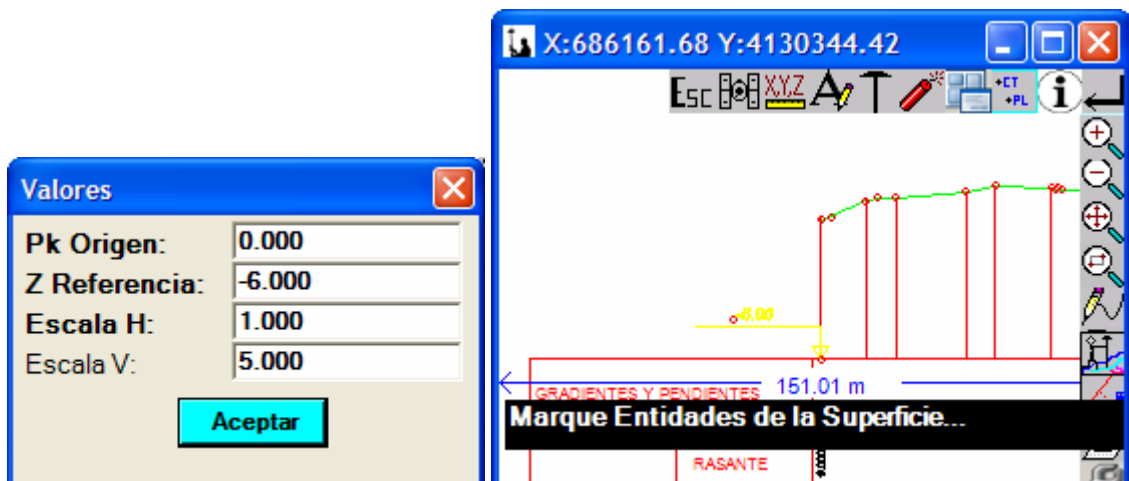 Valores
Pk Origen: 0.000
Z Referencia: -6.000
Escala H: 1.000
Escala V: 5.000
Aceptar
X:686161.68 Y:4130344.42
Esc X,Y,Z +CT +PL i
-6.00
GRADIENTES Y PENDIENTES
151.01 m
Marque Entidades de la Superficie...
RASANTE